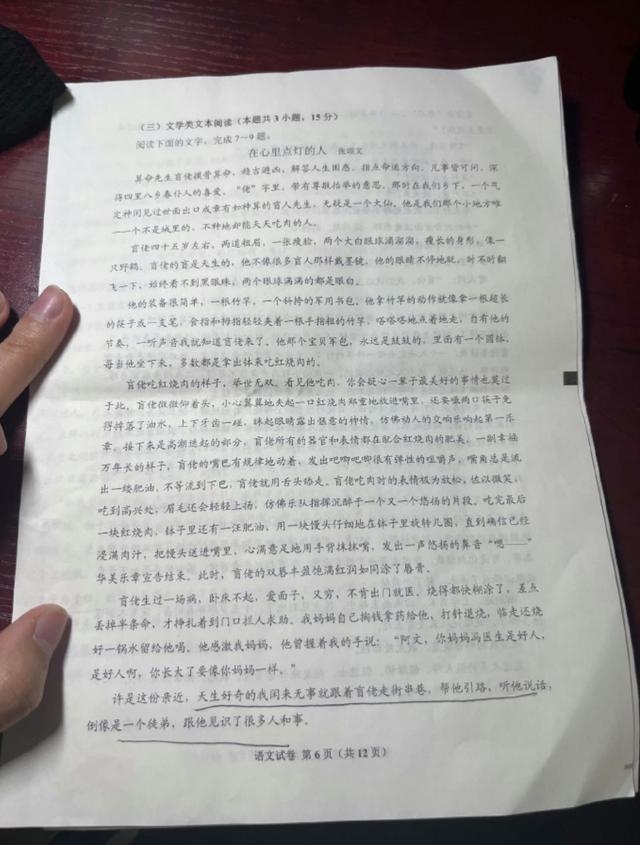 （三）文学类文本阅读（本题共3小题，15分）
阅读下面的文字，完成7～9题。
在心里点灯的人 张颂文
算命先生盲佬摸骨算命，趋吉避凶，解答人生困惑，指点命运方向，凡事皆可问，深
得四里八乡春仆人的喜爱。“佬”字里，带有尊敬抬举的意思，那时在我们乡下，一个气
定神闲见过世面出口成章有如神算的盲人先生，无疑是一个大仙，他是我们那个小地方唯
一一个不是城里的、不种地却能天天吃肉的人。
盲佬四十五岁左右，两道粗眉，一张瘦脸，两个大白眼球滴溜溜，瘦长的身形，像一
只野鹤。盲佬的盲是天生的，他不像很多盲人那样戴墨镜，他的眼睛不停地眨，时不时翻
飞一下，始终看不到黑眼珠，两个眼球满满的都是眼白。
他的装备很简单，一根竹竿，一个斜挎的军用书包。他拿竹竿的动作就像拿一根超长
的筷子或一支笔，食指和拇指轻轻夹着一根手指粗的竹竿，嗒嗒嗒地点着地走，自有他的
节奏，一听声音我就知道盲佬来了。他那个宝贝军包，永远是鼓鼓的，里面有一个圆钵，
每当他坐下来，多数都是拿出钵来吃红烧肉的。
盲佬吃红烧肉的样子，举世无双。看见他吃肉，你会疑心一辈子最美好的事情也莫过
于此，盲佬微微仰着头，小心翼翼地夹起一口红烧肉郑重地放进嘴里，还要嗦两口筷子免
得掉落了油水，上下牙齿一碰，眯起眼睛露出惬意的神情，仿佛动人的交响乐响起第一乐
章。接下来是高潮迭起的部分，盲佬所有的器官和表情都在配合红烧肉的肥美，一副幸福
万年长的样子，盲佬的嘴巴有规律地动着，发出吧唧吧唧很有弹性的咀嚼声，嘴角总是流
出一缕肥油，不等流到下巴，盲佬就用舌头舔走。盲佬吃肉时的表情极为放松，佐以微笑，
吃到高兴处，眉毛还会轻轻上扬，仿佛乐队指挥沉醉于一个又一个悠扬的片段。吃完最后
一块红烧肉，钵子里还有一汪肥油，用一块馒头仔细地在钵子里旋转几圈，直到确信已经
浸满肉汁，把馒头送进嘴里，心满意足地用手背抹抹嘴，发出一声悠扬的鼻音“嗯——”
华美乐章宣告结束。此时，盲佬的双唇丰盈饱满红润如同涂了唇膏。
盲佬生过一场病，卧床不起，爱面子，又穷，不肯出门就医。烧得都快糊涂了，差点
丢掉半条命，才挣扎着到门口拦人求助。我妈妈自己掏钱拿药给他，打针退烧，临走还烧
好一锅水留给他喝。他感激我妈妈，他曾握着我的手说：“阿文，你妈妈冯医生是好人，
是好人啊，你长大了要像你妈妈一样。”
许是这份亲近，天生好奇的我闲来无事就跟着盲佬走街串巷，帮他引路，听他说话，
倒像是一个徒弟，跟他见识了很多人和事。
语文试卷 第6页（共12页）